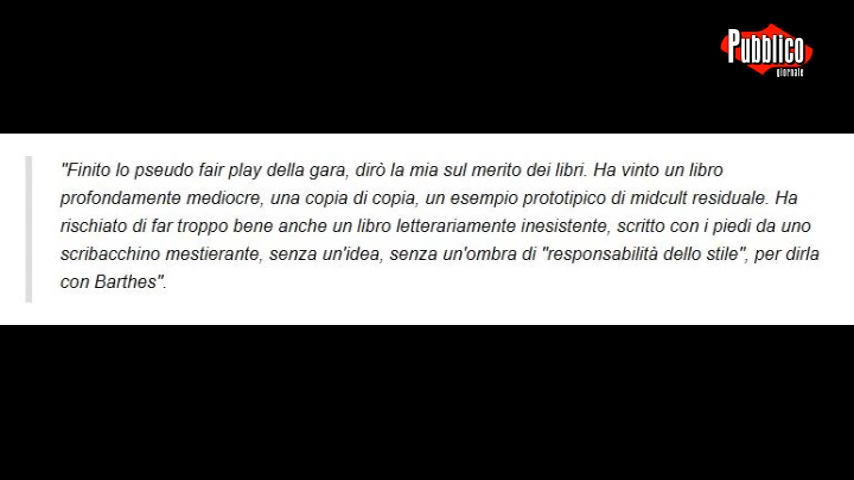 Pubblico
giornale
"Finito lo pseudo fair play della gara, dirò la mia sul merito dei libri. Ha vinto un libro
profondamente mediocre, una copia di copia, un esempio prototipico di midcult residuale. Ha
rischiato di far troppo bene anche un libro letterariamente inesistente, scritto con i piedi da uno
scribacchino mestierante, senza un'idea, senza un'ombra di "responsabilità dello stile", per dirla
con Barthes".